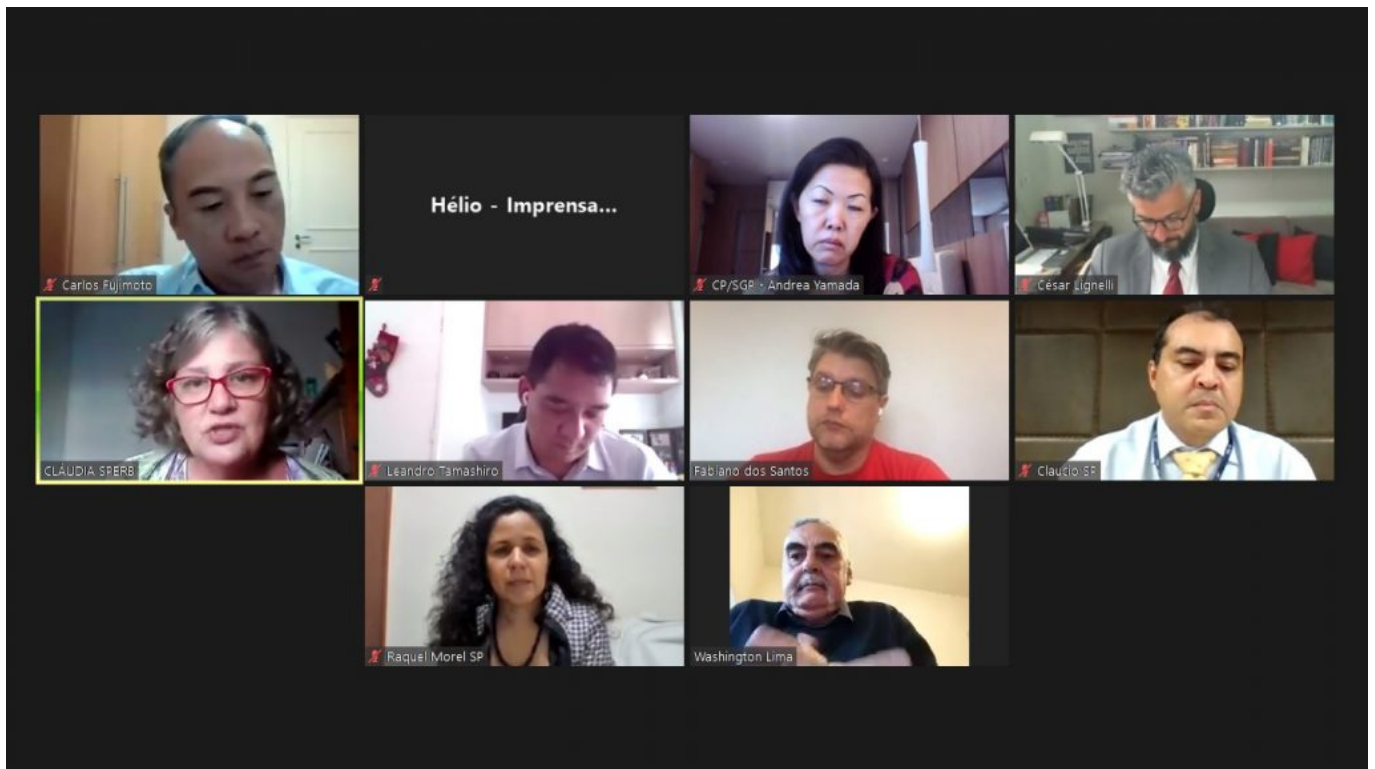 Carlos Fujimoto
Hélio - Imprensa...
CP/SGP - Andrea Yamada
César Lignelli
CLÁUDIA SPERB
Leandro Tamashiro
Fabiano dos Santos
Claucio SP
Raquel Morel SP
Washington Lima